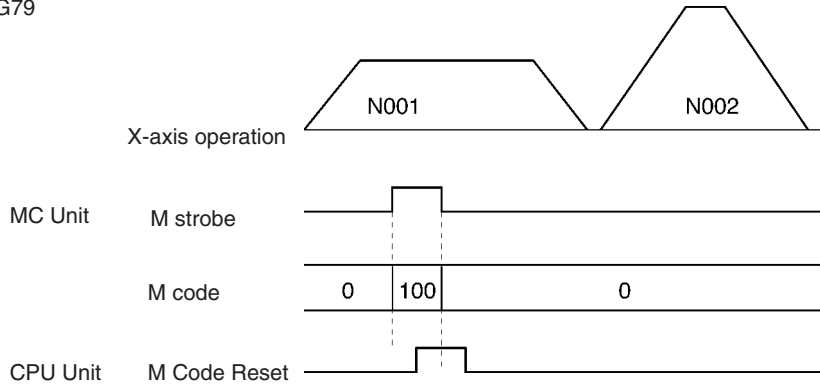 G79
N001
N002
X-axis operation
MC Unit M strobe
M code 0 100 0
CPU Unit M Code Reset